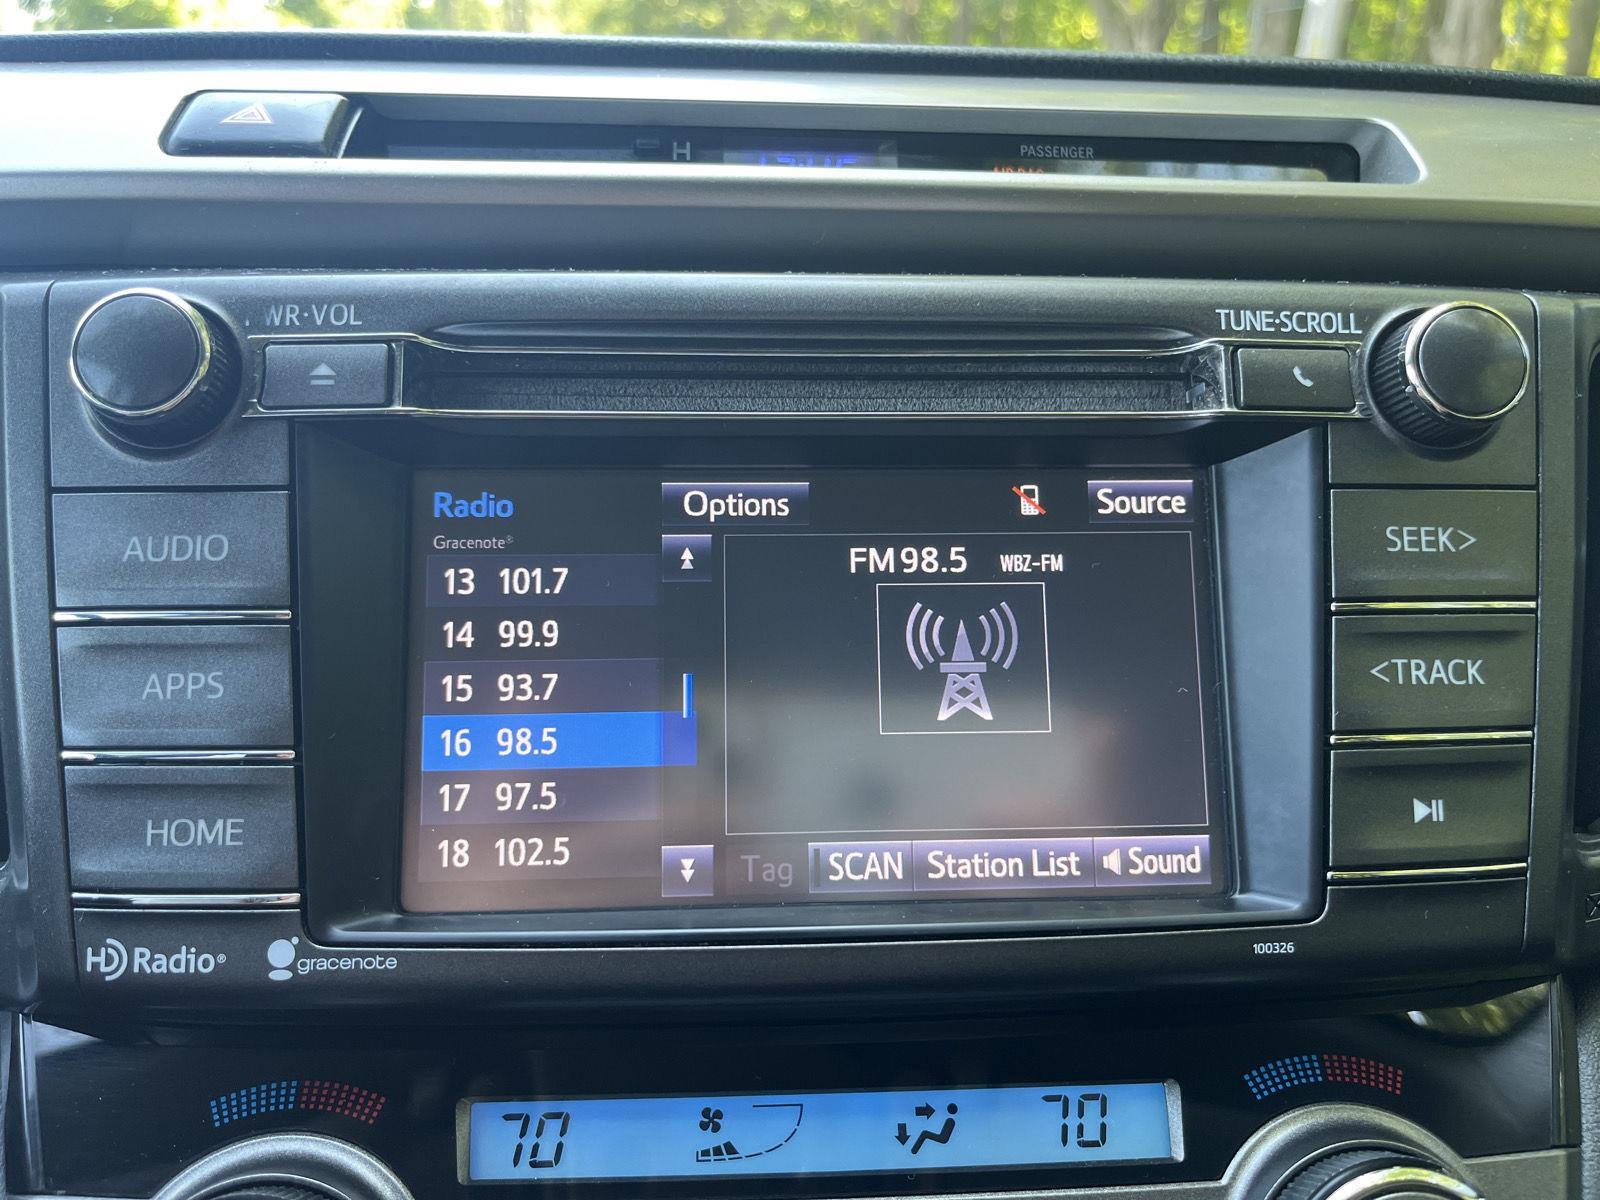 H
PASSENGER
WR·VOL
TUNE·SCROLL
AUDIO
APPS
HOME
Radio
Gracenote®
13 101.7
14 99.9
15 93.7
16 98.5
17 97.5
18 102.5
Options
Source
FM 98.5 WBZ-FM
Tag
SCAN
Station List
Sound
SEEK>
<TRACK
HD Radio®
gracenote
100326
70
70